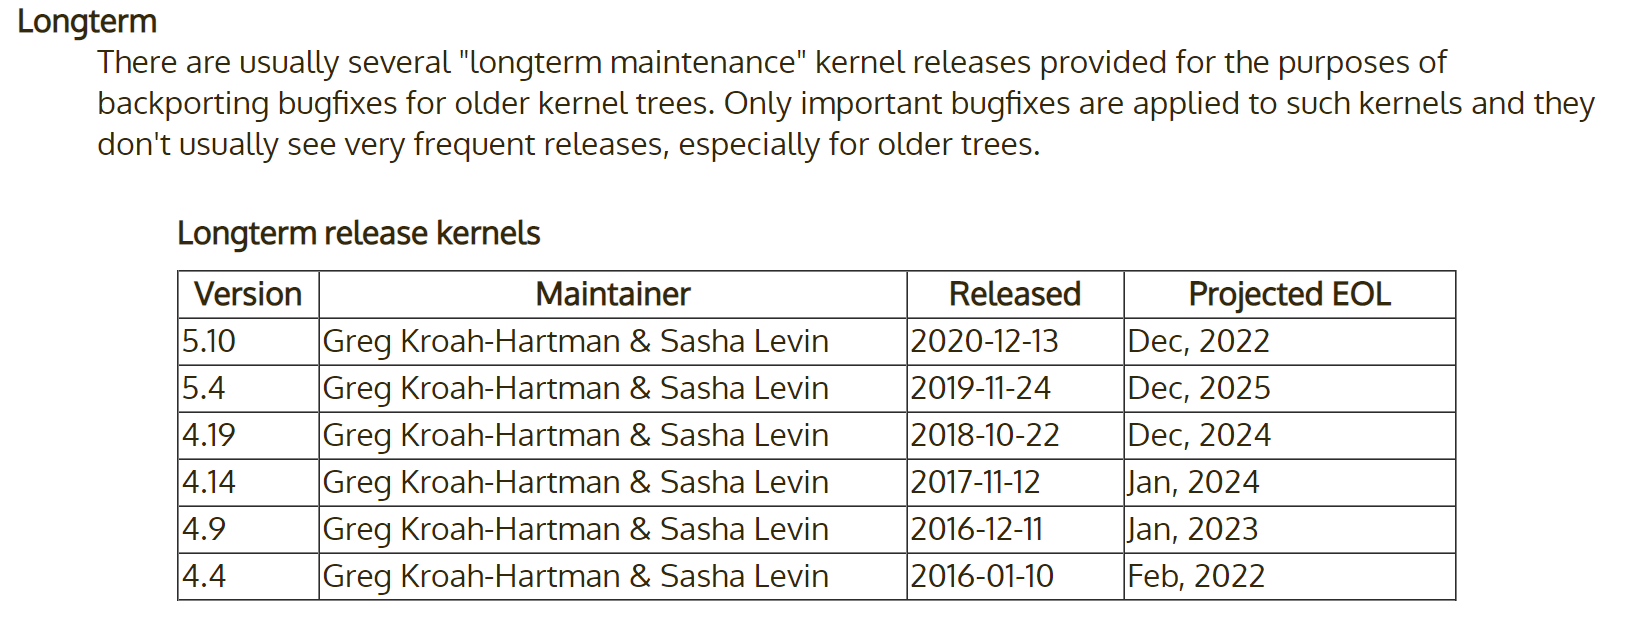 Longterm
There are usually several "longterm maintenance" kernel releases provided for the purposes of
backporting bugfixes for older kernel trees. Only important bugfixes are applied to such kernels and they
don't usually see very frequent releases, especially for older trees.
Longterm release kernels
Version Maintainer Released Projected EOL
5.10 Greg Kroah-Hartman & Sasha Levin 2020-12-13 Dec, 2022
5.4 Greg Kroah-Hartman & Sasha Levin 2019-11-24 Dec, 2025
4.19 Greg Kroah-Hartman & Sasha Levin 2018-10-22 Dec, 2024
4.14 Greg Kroah-Hartman & Sasha Levin 2017-11-12 Jan, 2024
4.9 Greg Kroah-Hartman & Sasha Levin 2016-12-11 Jan, 2023
4.4 Greg Kroah-Hartman & Sasha Levin 2016-01-10 Feb, 2022